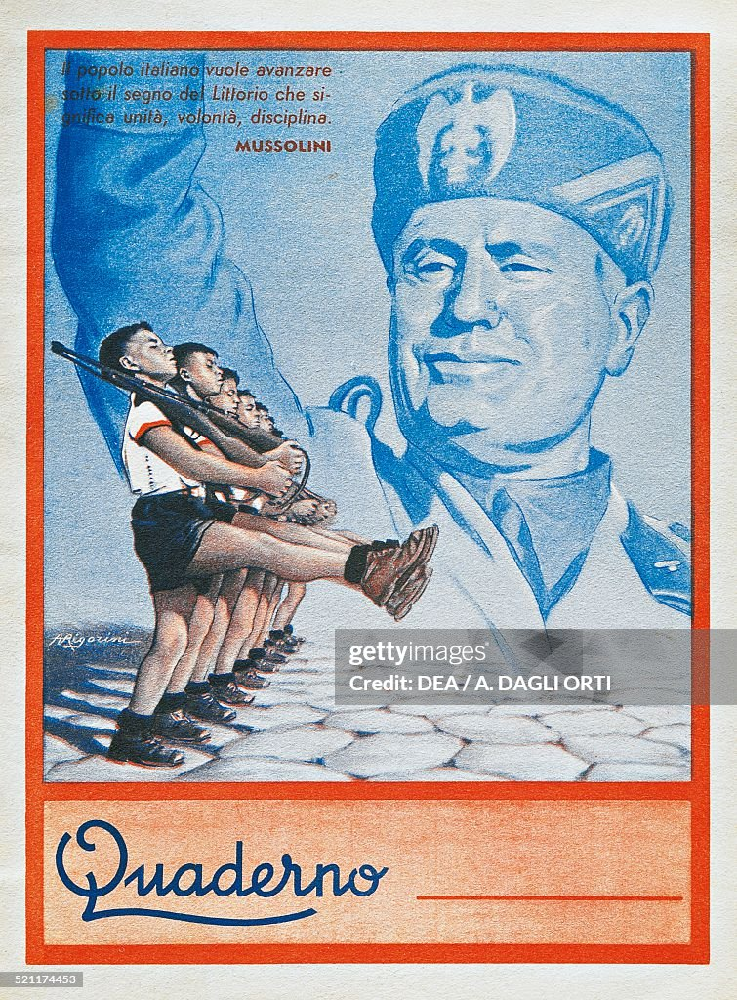 Il popolo italiano vuole avanzare
sotto il segno del Littorio che si-
gnifica unità, volontà, disciplina.
MUSSOLINI
ARigorini
gettyimages®
Credit: DEA / A. DAGLI ORTI
Quaderno
521174453